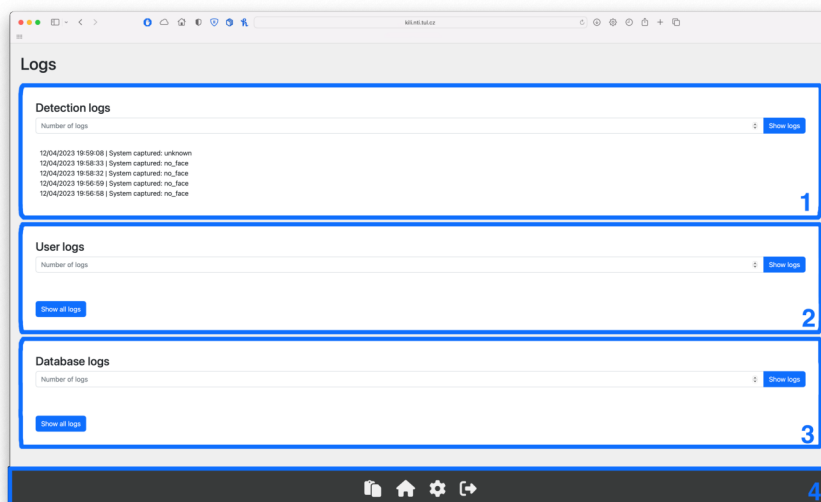 kili.nti.tul.cz
Logs
Detection logs
Number of logs
Show logs
12/04/2023 19:59:08 | System captured: unknown
12/04/2023 19:58:33 | System captured: no_face
12/04/2023 19:58:32 | System captured: no_face
12/04/2023 19:56:59 | System captured: no_face
12/04/2023 19:56:58 | System captured: no_face
1
User logs
Number of logs
Show logs
Show all logs
2
Database logs
Number of logs
Show logs
Show all logs
3
4